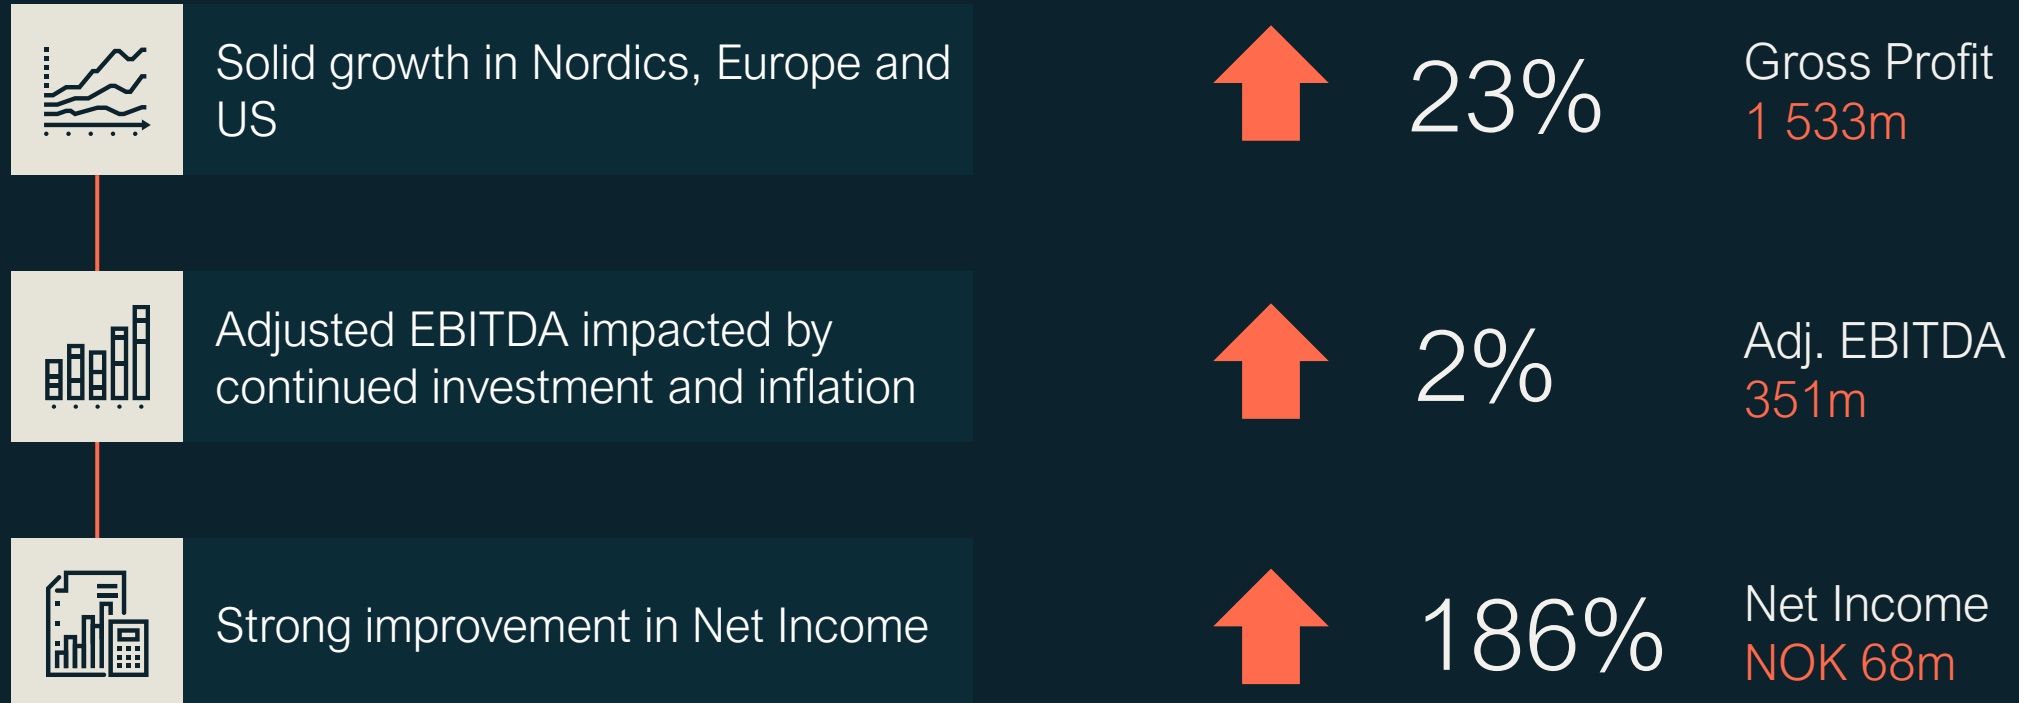 Solid growth in Nordics, Europe and
US
23%
Gross Profit
1 533m
Adjusted EBITDA impacted by
continued investment and inflation
2%
Adj. EBITDA
351m
Strong improvement in Net Income
186%
Net Income
NOK 68m